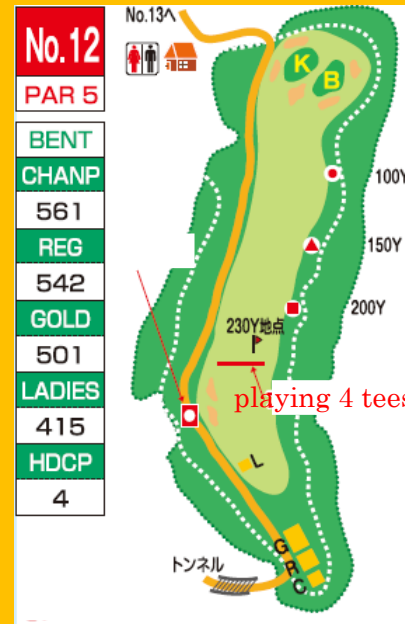 No.12
PAR 5
BENT
CHANP
561
REG
542
GOLD
501
LADIES
415
HDCP
4
No.13へ
K
B
100Y
150Y
200Y
230Y地点
playing 4 tees
L
G
R
C
トンネル